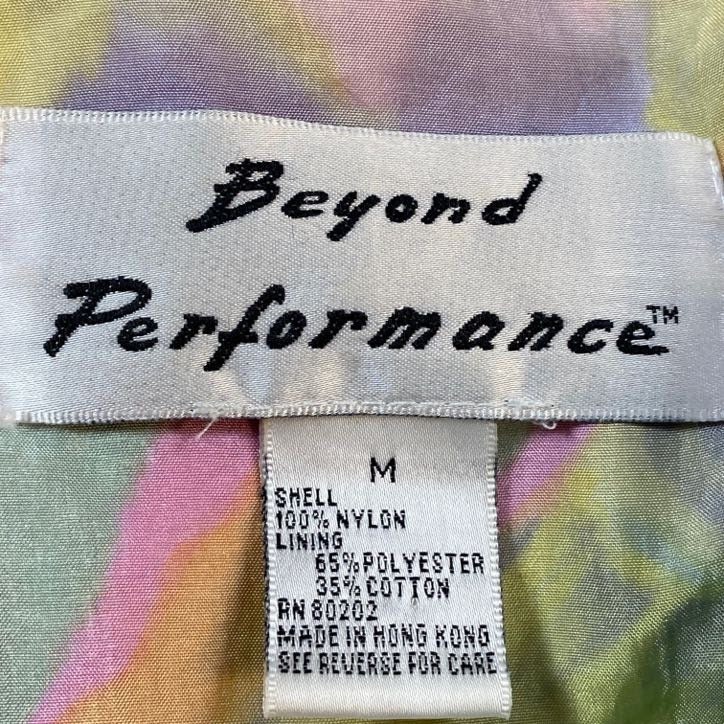 Beyond
Performance™
M
SHELL
100% NYLON
LINING
65% POLYESTER
35% COTTON
RN 80202
MADE IN HONG KONG
SEE REVERSE FOR CARE